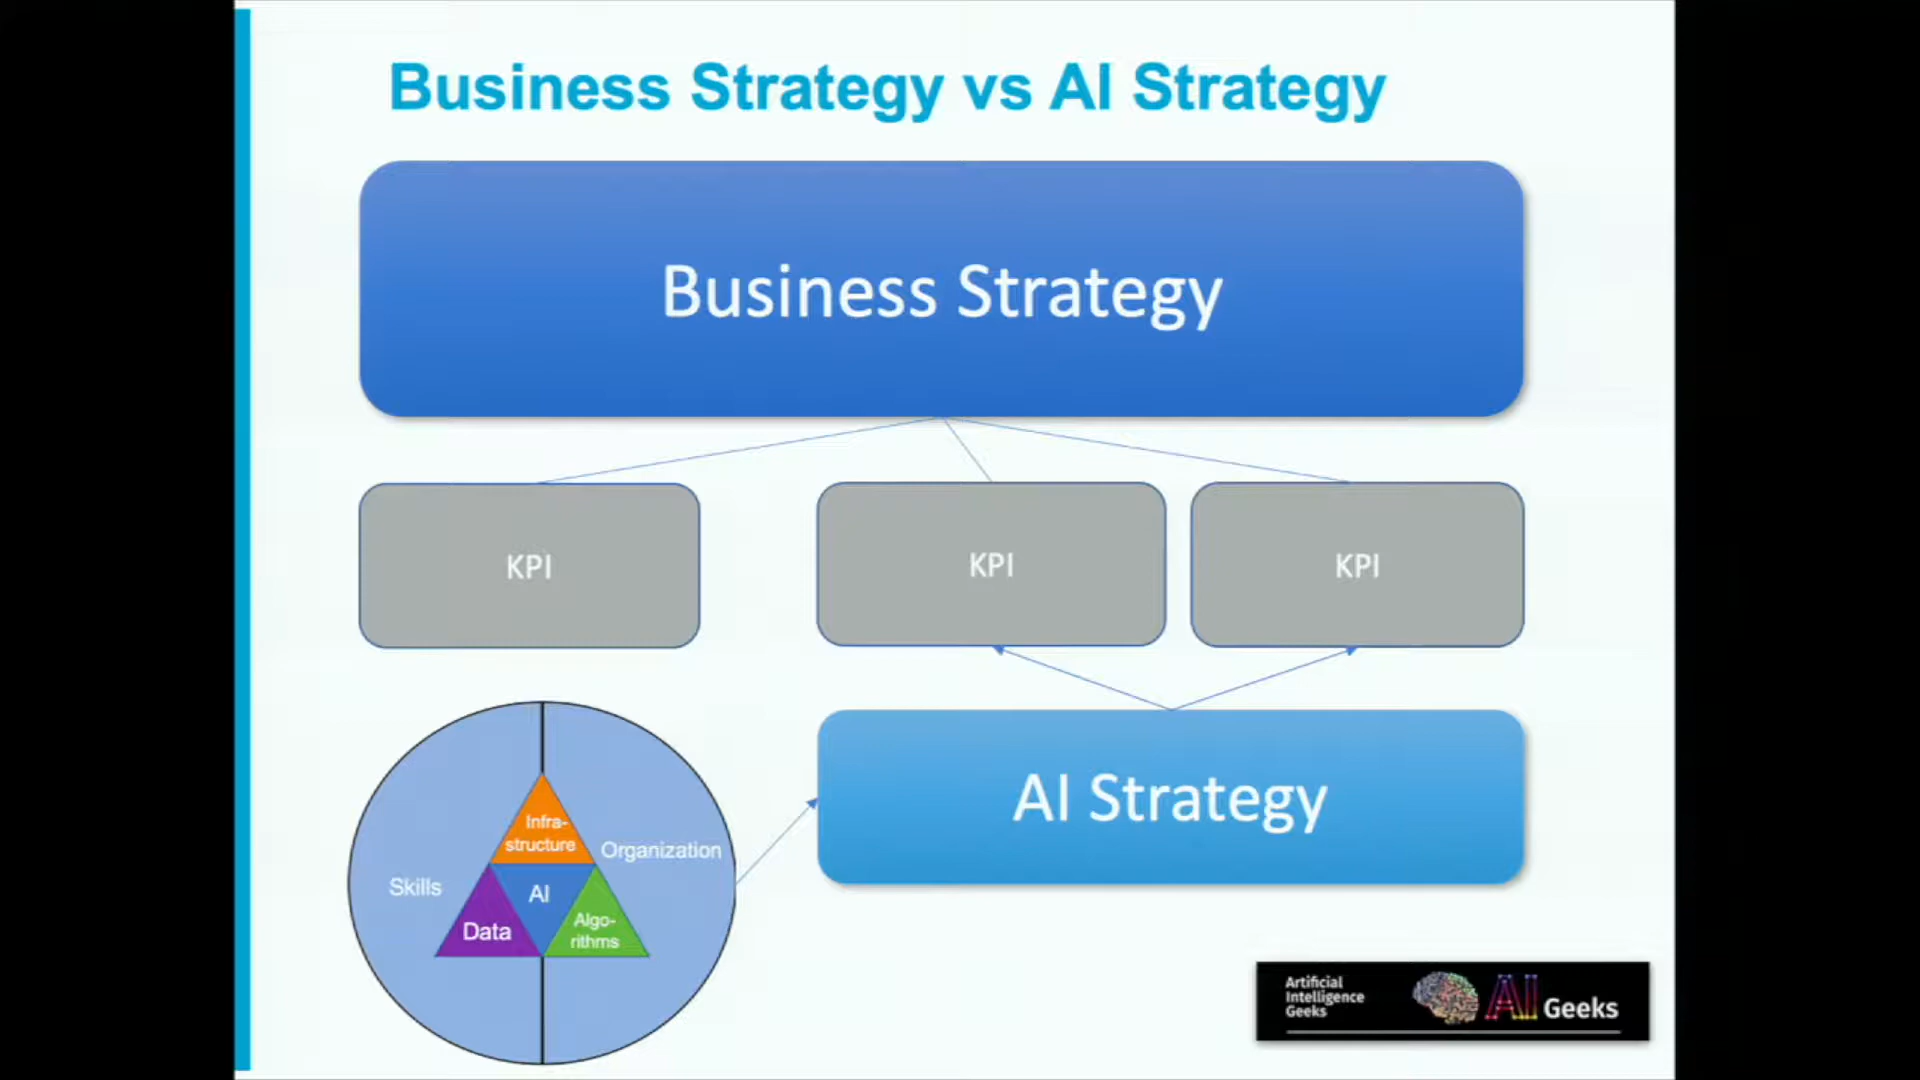 Business Strategy vs AI Strategy
Business Strategy
KPI
KPI
KPI
AI Strategy
Infra-
structure
Organization
Skills
AI
Data
Algo-
rithms
Artificial
Intelligence
Geeks
AI Geeks